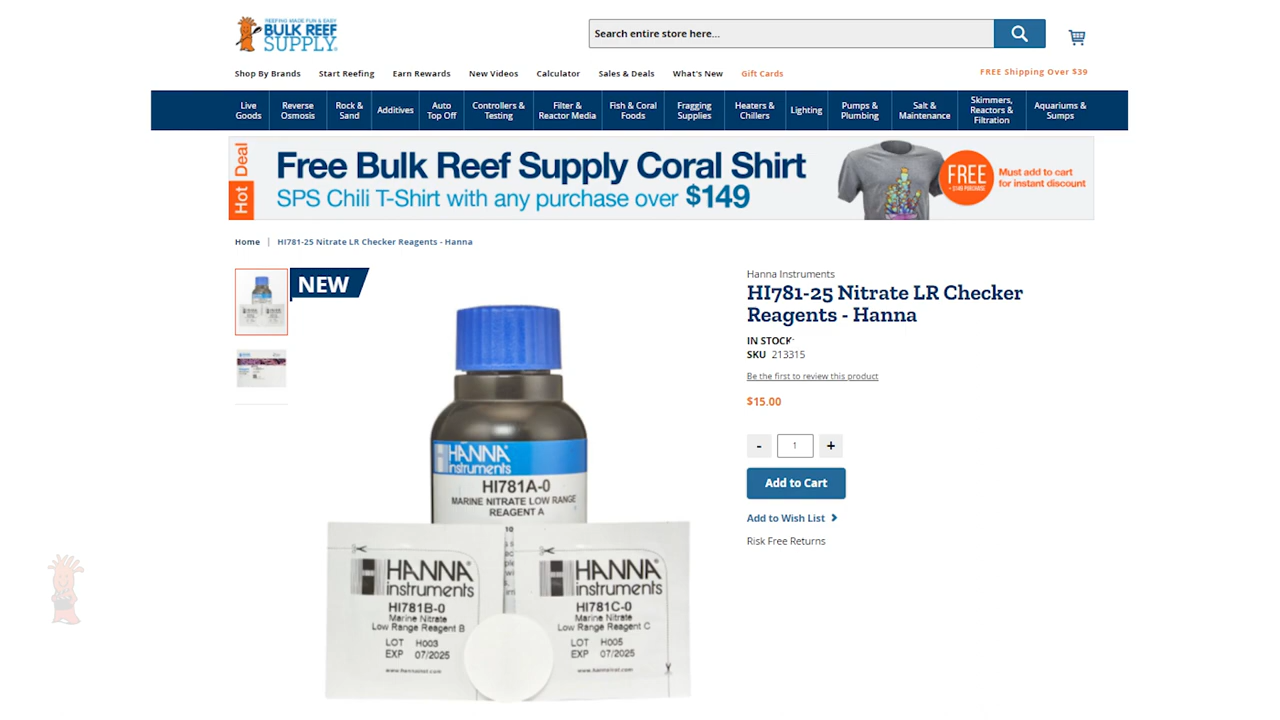 REEFING MADE FUN & EASY
BULK REEF
SUPPLY
Search entire store here...
Shop By Brands Start Reefing Earn Rewards New Videos Calculator Sales & Deals What's New Gift Cards
FREE Shipping Over $39
Live Goods
Reverse Osmosis
Rock & Sand
Additives
Auto Top Off
Controllers & Testing
Filter & Reactor Media
Fish & Coral Foods
Fragging Supplies
Heaters & Chillers
Lighting
Pumps & Plumbing
Salt & Maintenance
Skimmers, Reactors & Filtration
Aquariums & Sumps
Hot Deal
Free Bulk Reef Supply Coral Shirt
SPS Chili T-Shirt with any purchase over $149
FREE
Must add to cart
for instant discount
Home | HI781-25 Nitrate LR Checker Reagents - Hanna
NEW
HANNA
instruments
HI781A-0
MARINE NITRATE LOW RANGE
REAGENT A
HANNA
instruments
HI781B-0
Marine Nitrate
Low Range Reagent B
LOT H003
EXP 07/2025
www.hannainst.com
HANNA
instruments
HI781C-0
Marine Nitrate
Low Range Reagent C
LOT H005
EXP 07/2025
www.hannainst.com
Hanna Instruments
HI781-25 Nitrate LR Checker
Reagents - Hanna
IN STOCK
SKU 213315
Be the first to review this product
$15.00
- 1 +
Add to Cart
Add to Wish List
Risk Free Returns